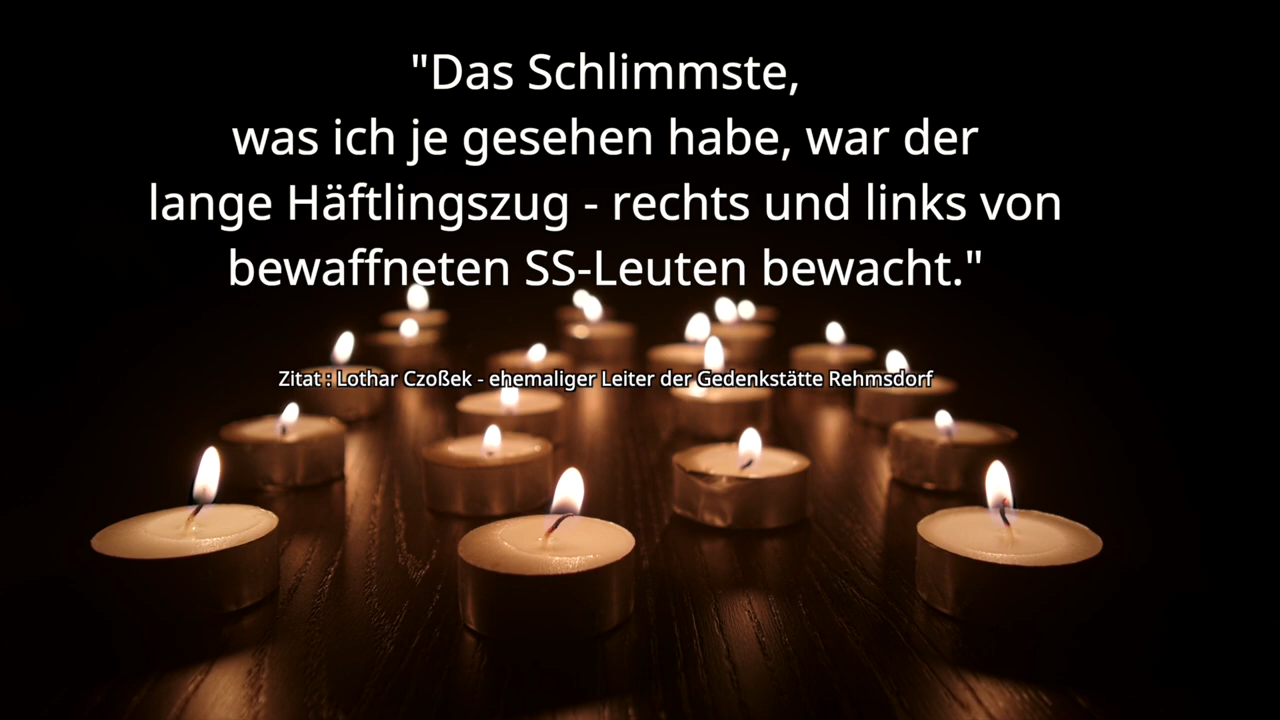 "Das Schlimmste,
was ich je gesehen habe, war der
lange Häftlingszug - rechts und links von
bewaffneten SS-Leuten bewacht."
Zitat : Lothar Czoßek - ehemaliger Leiter der Gedenkstätte Rehmsdorf